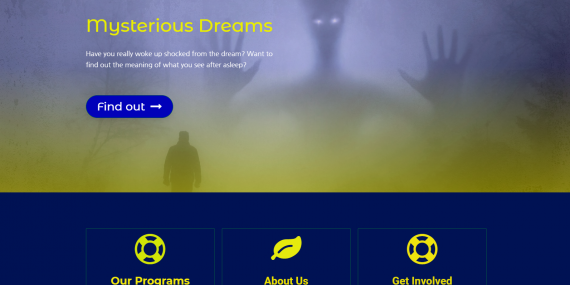 Mysterious Dreams
Have you really woke up shocked from the dream? Want to
find out the meaning of what you see after asleep?
Find out
Our Programs
About Us
Get Involved